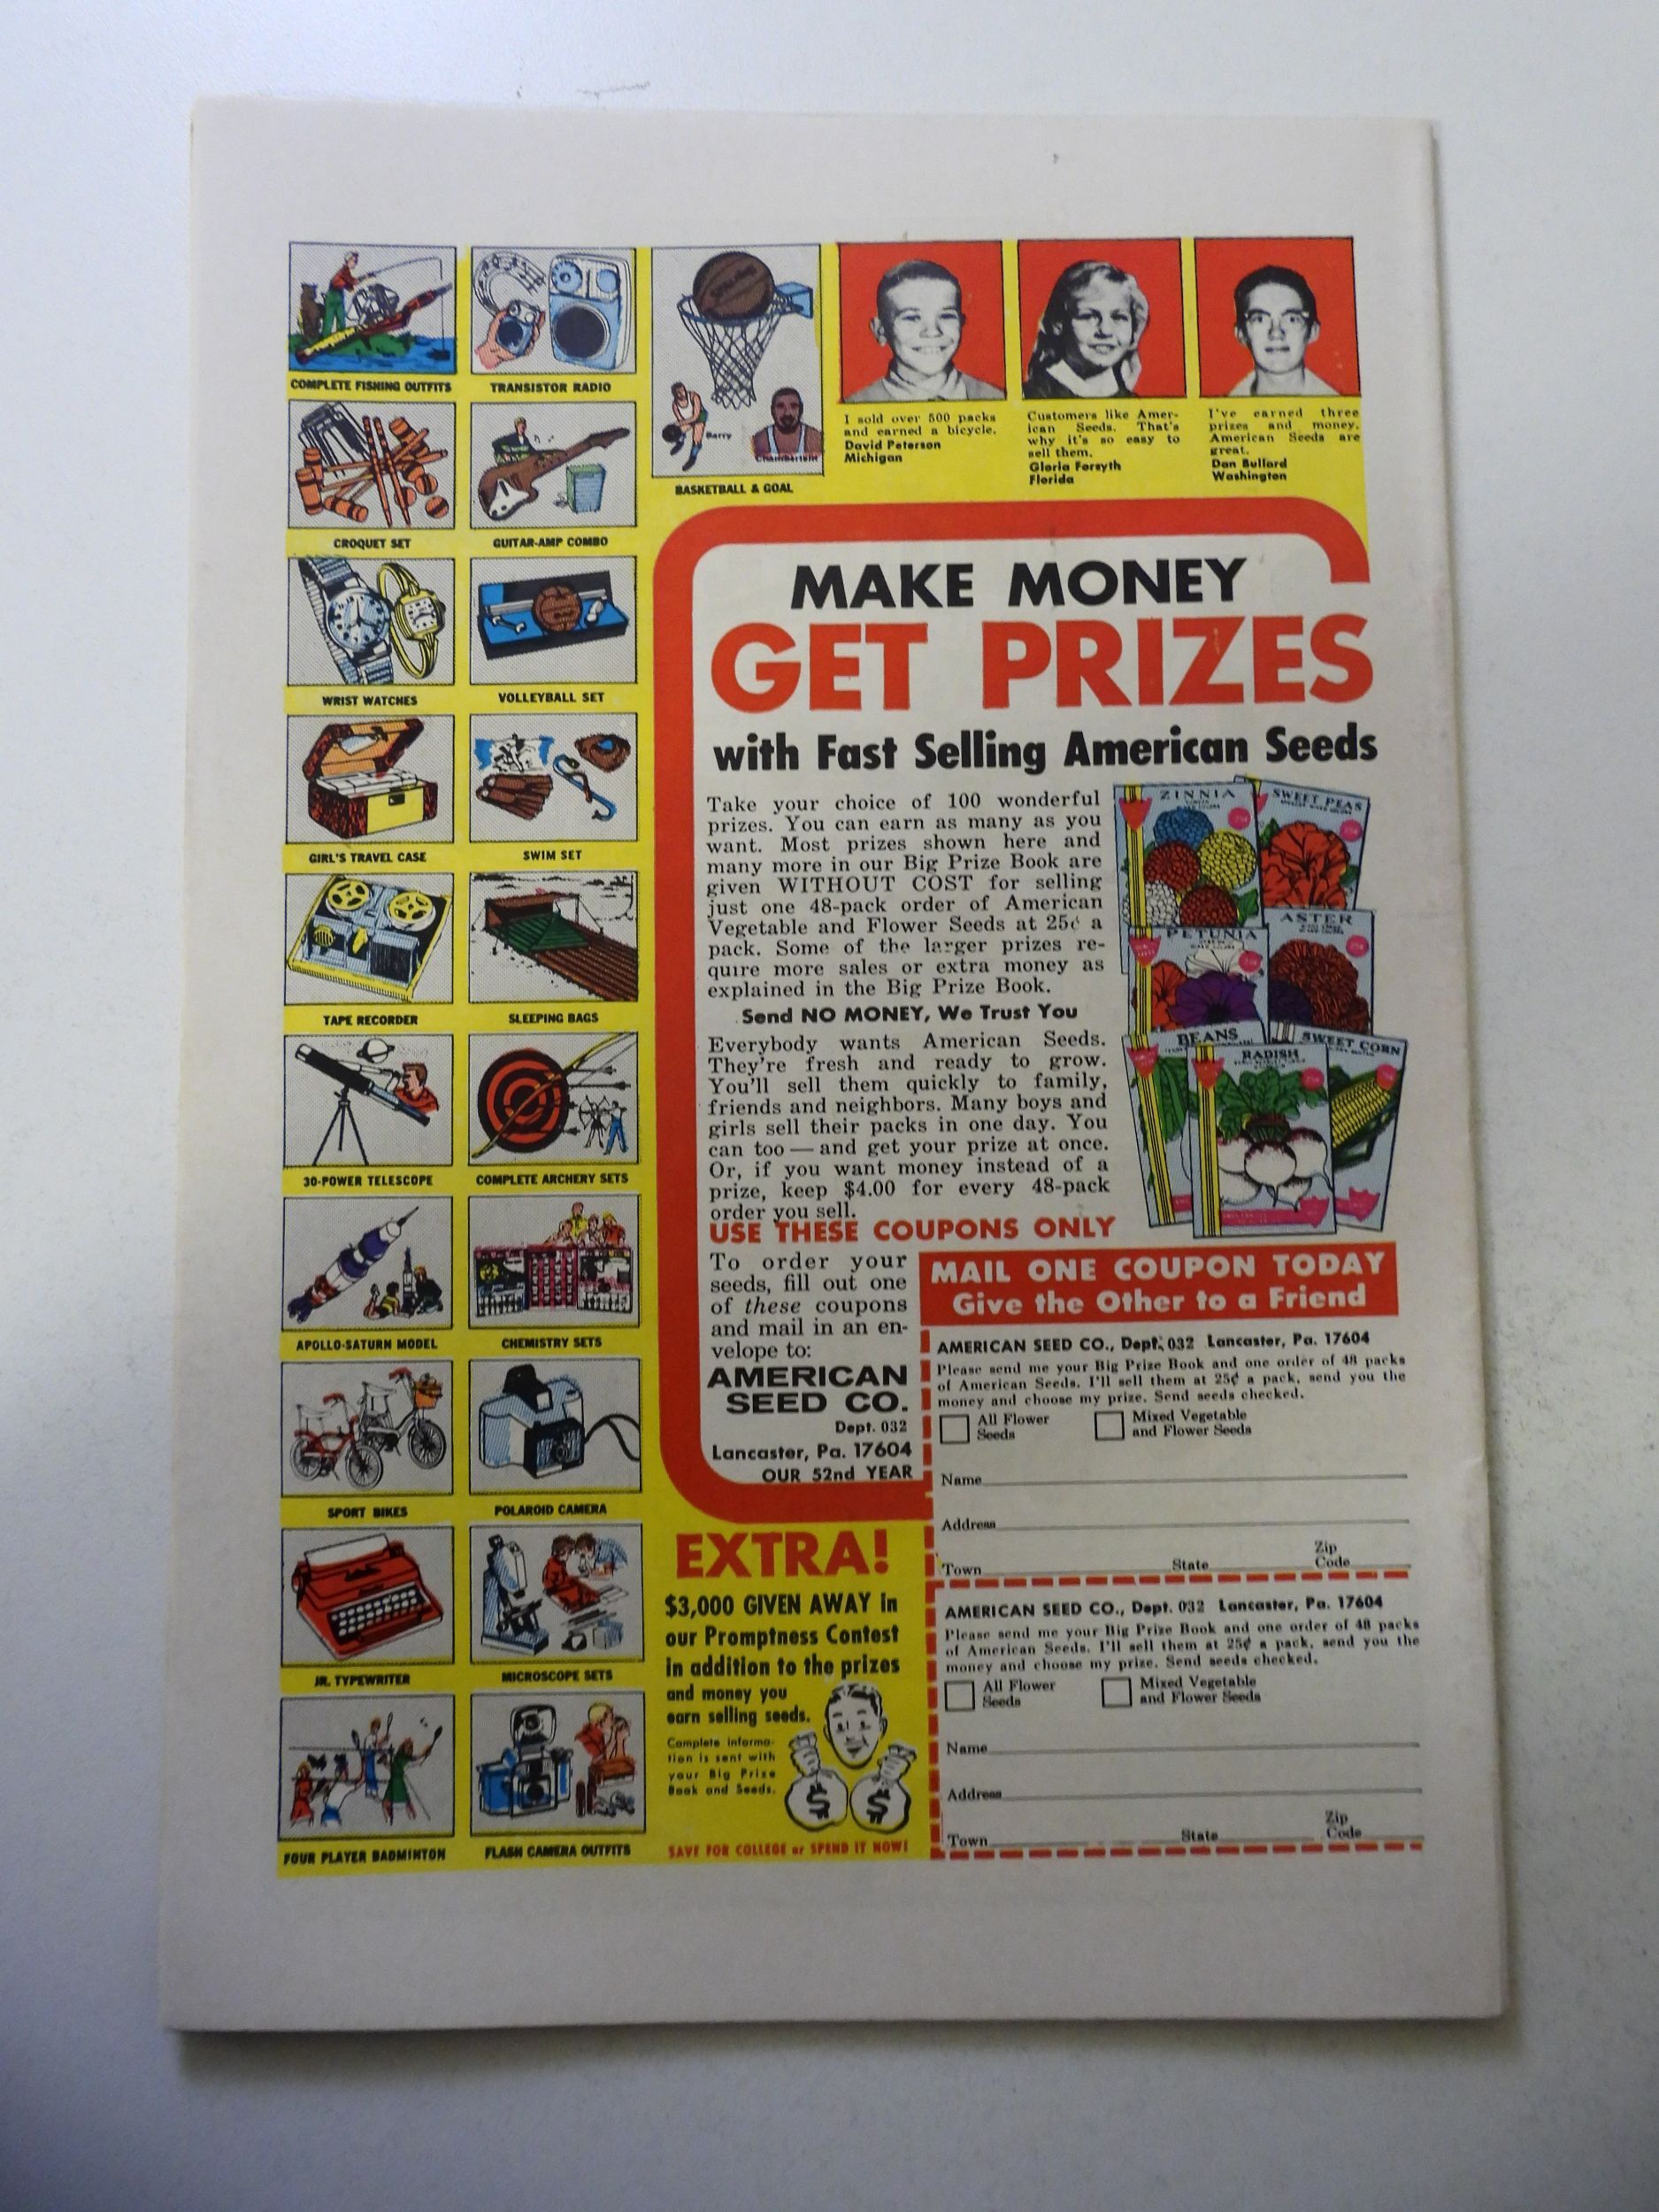 COMPLETE FISHING OUTFITS
TRANSISTOR RADIO
CROQUET SET
GUITAR-AMP COMBO
WRIST WATCHES
VOLLEYBALL SET
GIRL'S TRAVEL CASE
SWIM SET
TAPE RECORDER
SLEEPING BAGS
30-POWER TELESCOPE
COMPLETE ARCHERY SETS
APOLLO-SATURN MODEL
CHEMISTRY SETS
SPORT BIKES
POLAROID CAMERA
JR. TYPEWRITER
MICROSCOPE SETS
FOUR PLAYER BADMINTON
FLASH CAMERA OUTFITS
Barry
Chamberlain
BASKETBALL & GOAL
I sold over 500 packs
and earned a bicycle.
David Peterson
Michigan
Customers like Amer-
ican Seeds. That's
why it's so easy to
sell them.
Gloria Forsyth
Florida
I've earned three
prizes and money.
American Seeds are
great.
Dan Bullard
Washington
MAKE MONEY
GET PRIZES
with Fast Selling American Seeds
Take your choice of 100 wonderful
prizes. You can earn as many as you
want. Most prizes shown here and
many more in our Big Prize Book are
given WITHOUT COST for selling
just one 48-pack order of American
Vegetable and Flower Seeds at 25¢ a
pack. Some of the larger prizes re-
quire more sales or extra money as
explained in the Big Prize Book.
Send NO MONEY, We Trust You
Everybody wants American Seeds.
They're fresh and ready to grow.
You'll sell them quickly to family,
friends and neighbors. Many boys and
girls sell their packs in one day. You
can too — and get your prize at once.
Or, if you want money instead of a
prize, keep $4.00 for every 48-pack
order you sell.
ZINNIA
SWEET PEAS
PETUNIA
ASTER
BEANS
RADISH
SWEET CORN
USE THESE COUPONS ONLY
To order your
seeds, fill out one
of these coupons
and mail in an en-
velope to:
AMERICAN
SEED CO.
Dept. 032
Lancaster, Pa. 17604
OUR 52nd YEAR
MAIL ONE COUPON TODAY
Give the Other to a Friend
AMERICAN SEED CO., Dept. 032 Lancaster, Pa. 17604
Please send me your Big Prize Book and one order of 48 packs
of American Seeds. I'll sell them at 25¢ a pack, send you the
money and choose my prize. Send seeds checked.
All Flower
Seeds
Mixed Vegetable
and Flower Seeds
Name
Address
Town State Zip
Code
EXTRA!
$3,000 GIVEN AWAY in
our Promptness Contest
in addition to the prizes
and money you
earn selling seeds.
Complete informa-
tion is sent with
your Big Prize
Book and Seeds.
$ $
SAVE FOR COLLEGE or SPEND IT NOW!
AMERICAN SEED CO., Dept. 032 Lancaster, Pa. 17604
Please send me your Big Prize Book and one order of 48 packs
of American Seeds. I'll sell them at 25¢ a pack, send you the
money and choose my prize. Send seeds checked.
All Flower
Seeds
Mixed Vegetable
and Flower Seeds
Name
Address
Town State Zip
Code